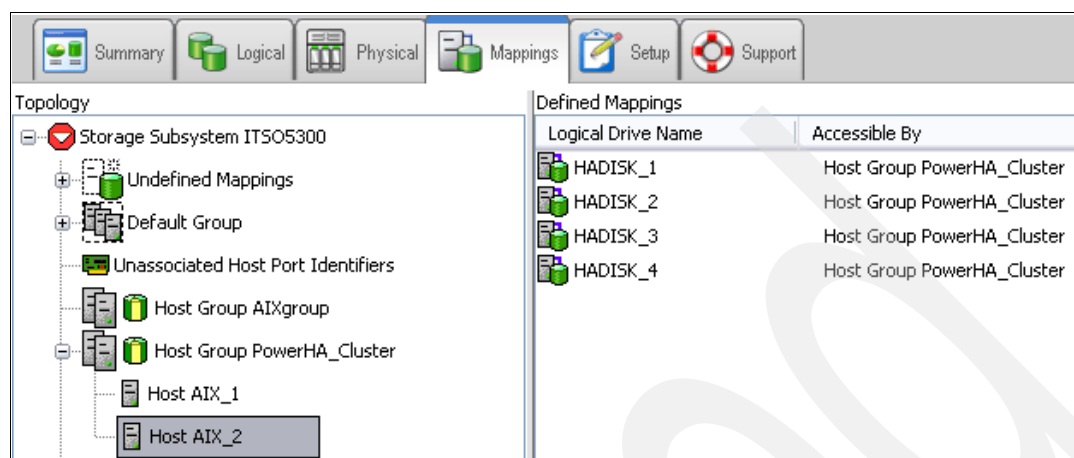 Summary Logical Physical Mappings Setup Support
Topology
Storage Subsystem ITSO5300
Undefined Mappings
Default Group
Unassociated Host Port Identifiers
Host Group AIXgroup
Host Group PowerHA_Cluster
Host AIX_1
Host AIX_2
Defined Mappings
Logical Drive Name Accessible By
HADISK_1 Host Group PowerHA_Cluster
HADISK_2 Host Group PowerHA_Cluster
HADISK_3 Host Group PowerHA_Cluster
HADISK_4 Host Group PowerHA_Cluster